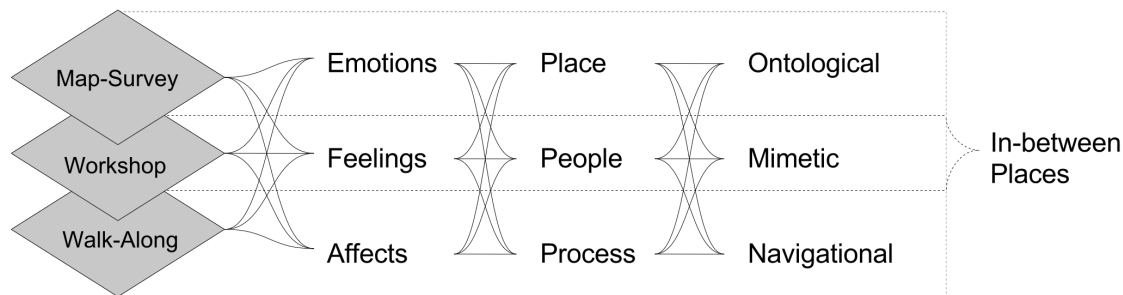 Map-Survey
Workshop
Walk-Along
Emotions
Feelings
Affects
Place
People
Process
Ontological
Mimetic
Navigational
In-between
Places